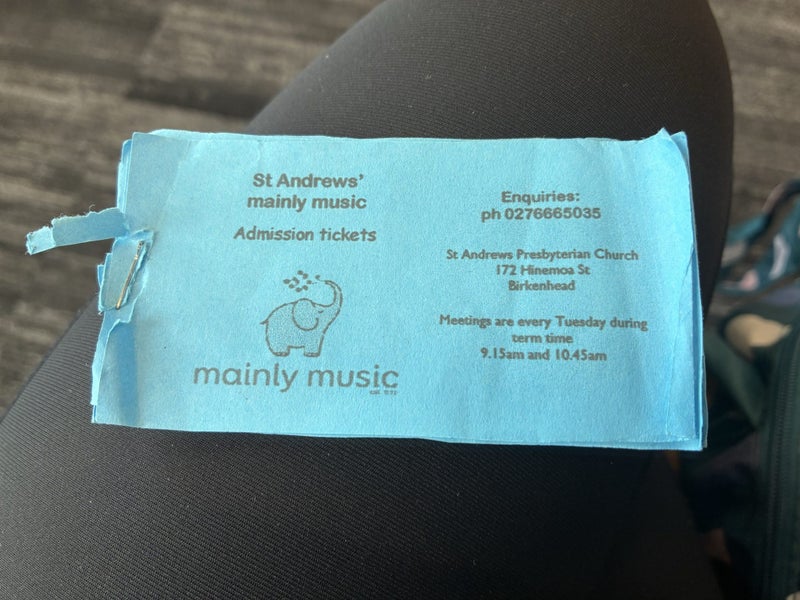 St Andrews'
mainly music
Admission tickets
mainly music
Enquiries:
ph 0276665035
St Andrews Presbyterian Church
172 Hinemoa St
Birkenhead
Meetings are every Tuesday during
term time
9.15am and 10.45am